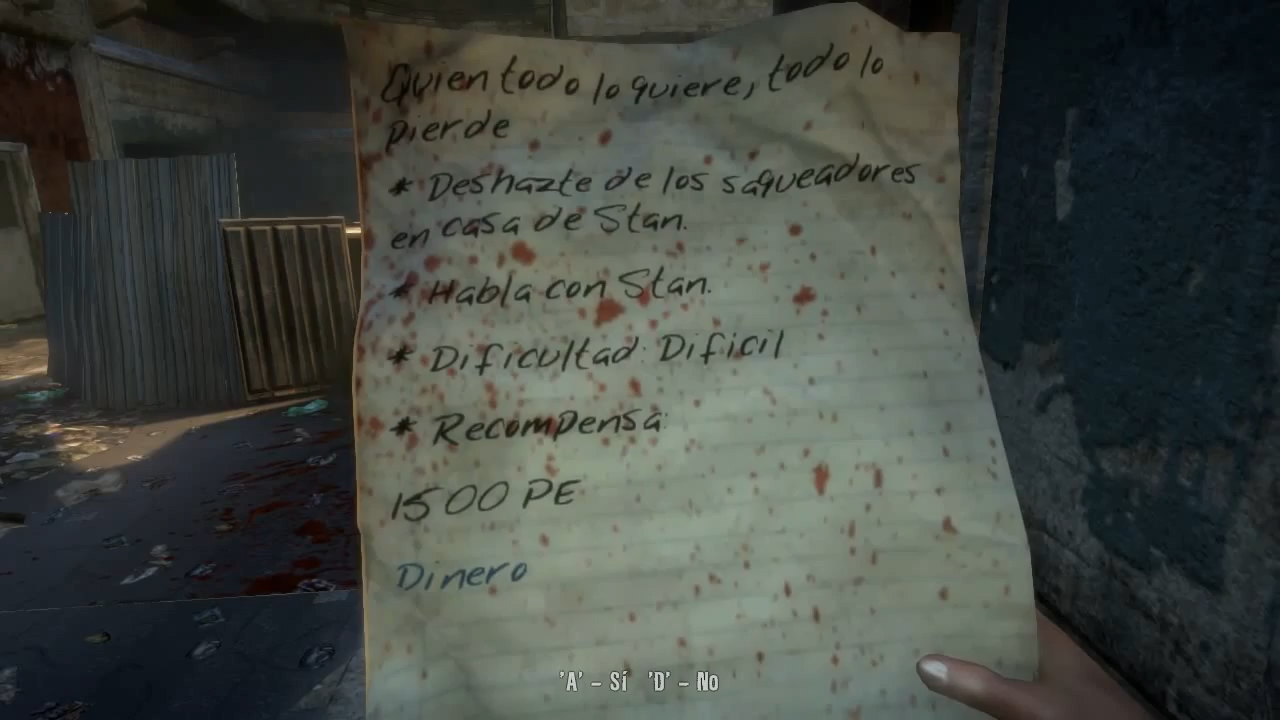 Quien todo lo quiere, todo lo
pierde
* Deshazte de los saqueadores
en casa de Stan.
* Habla con Stan.
* Dificultad: Dificil
* Recompensa:
1500 PE
Dinero
'A' - Sí 'D' - No